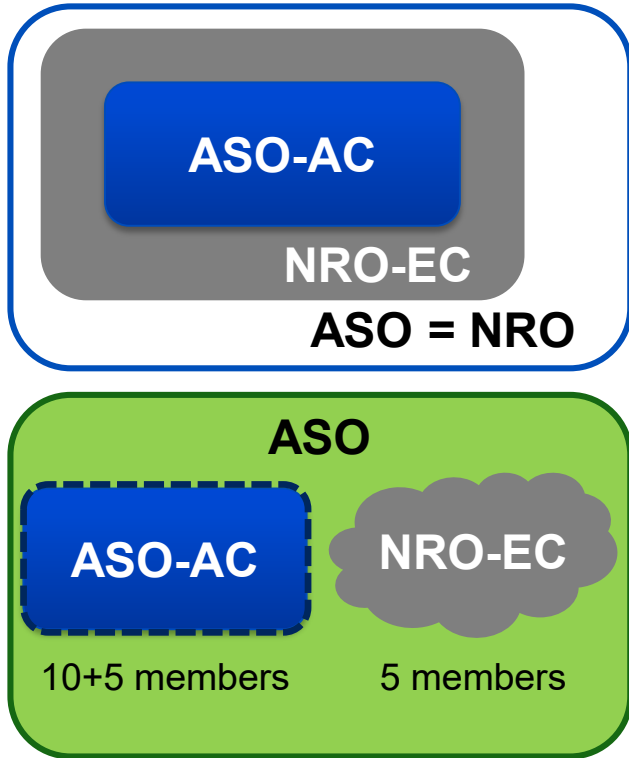 ASO-AC
NRO-EC
ASO = NRO
ASO
ASO-AC
NRO-EC
10+5 members
5 members